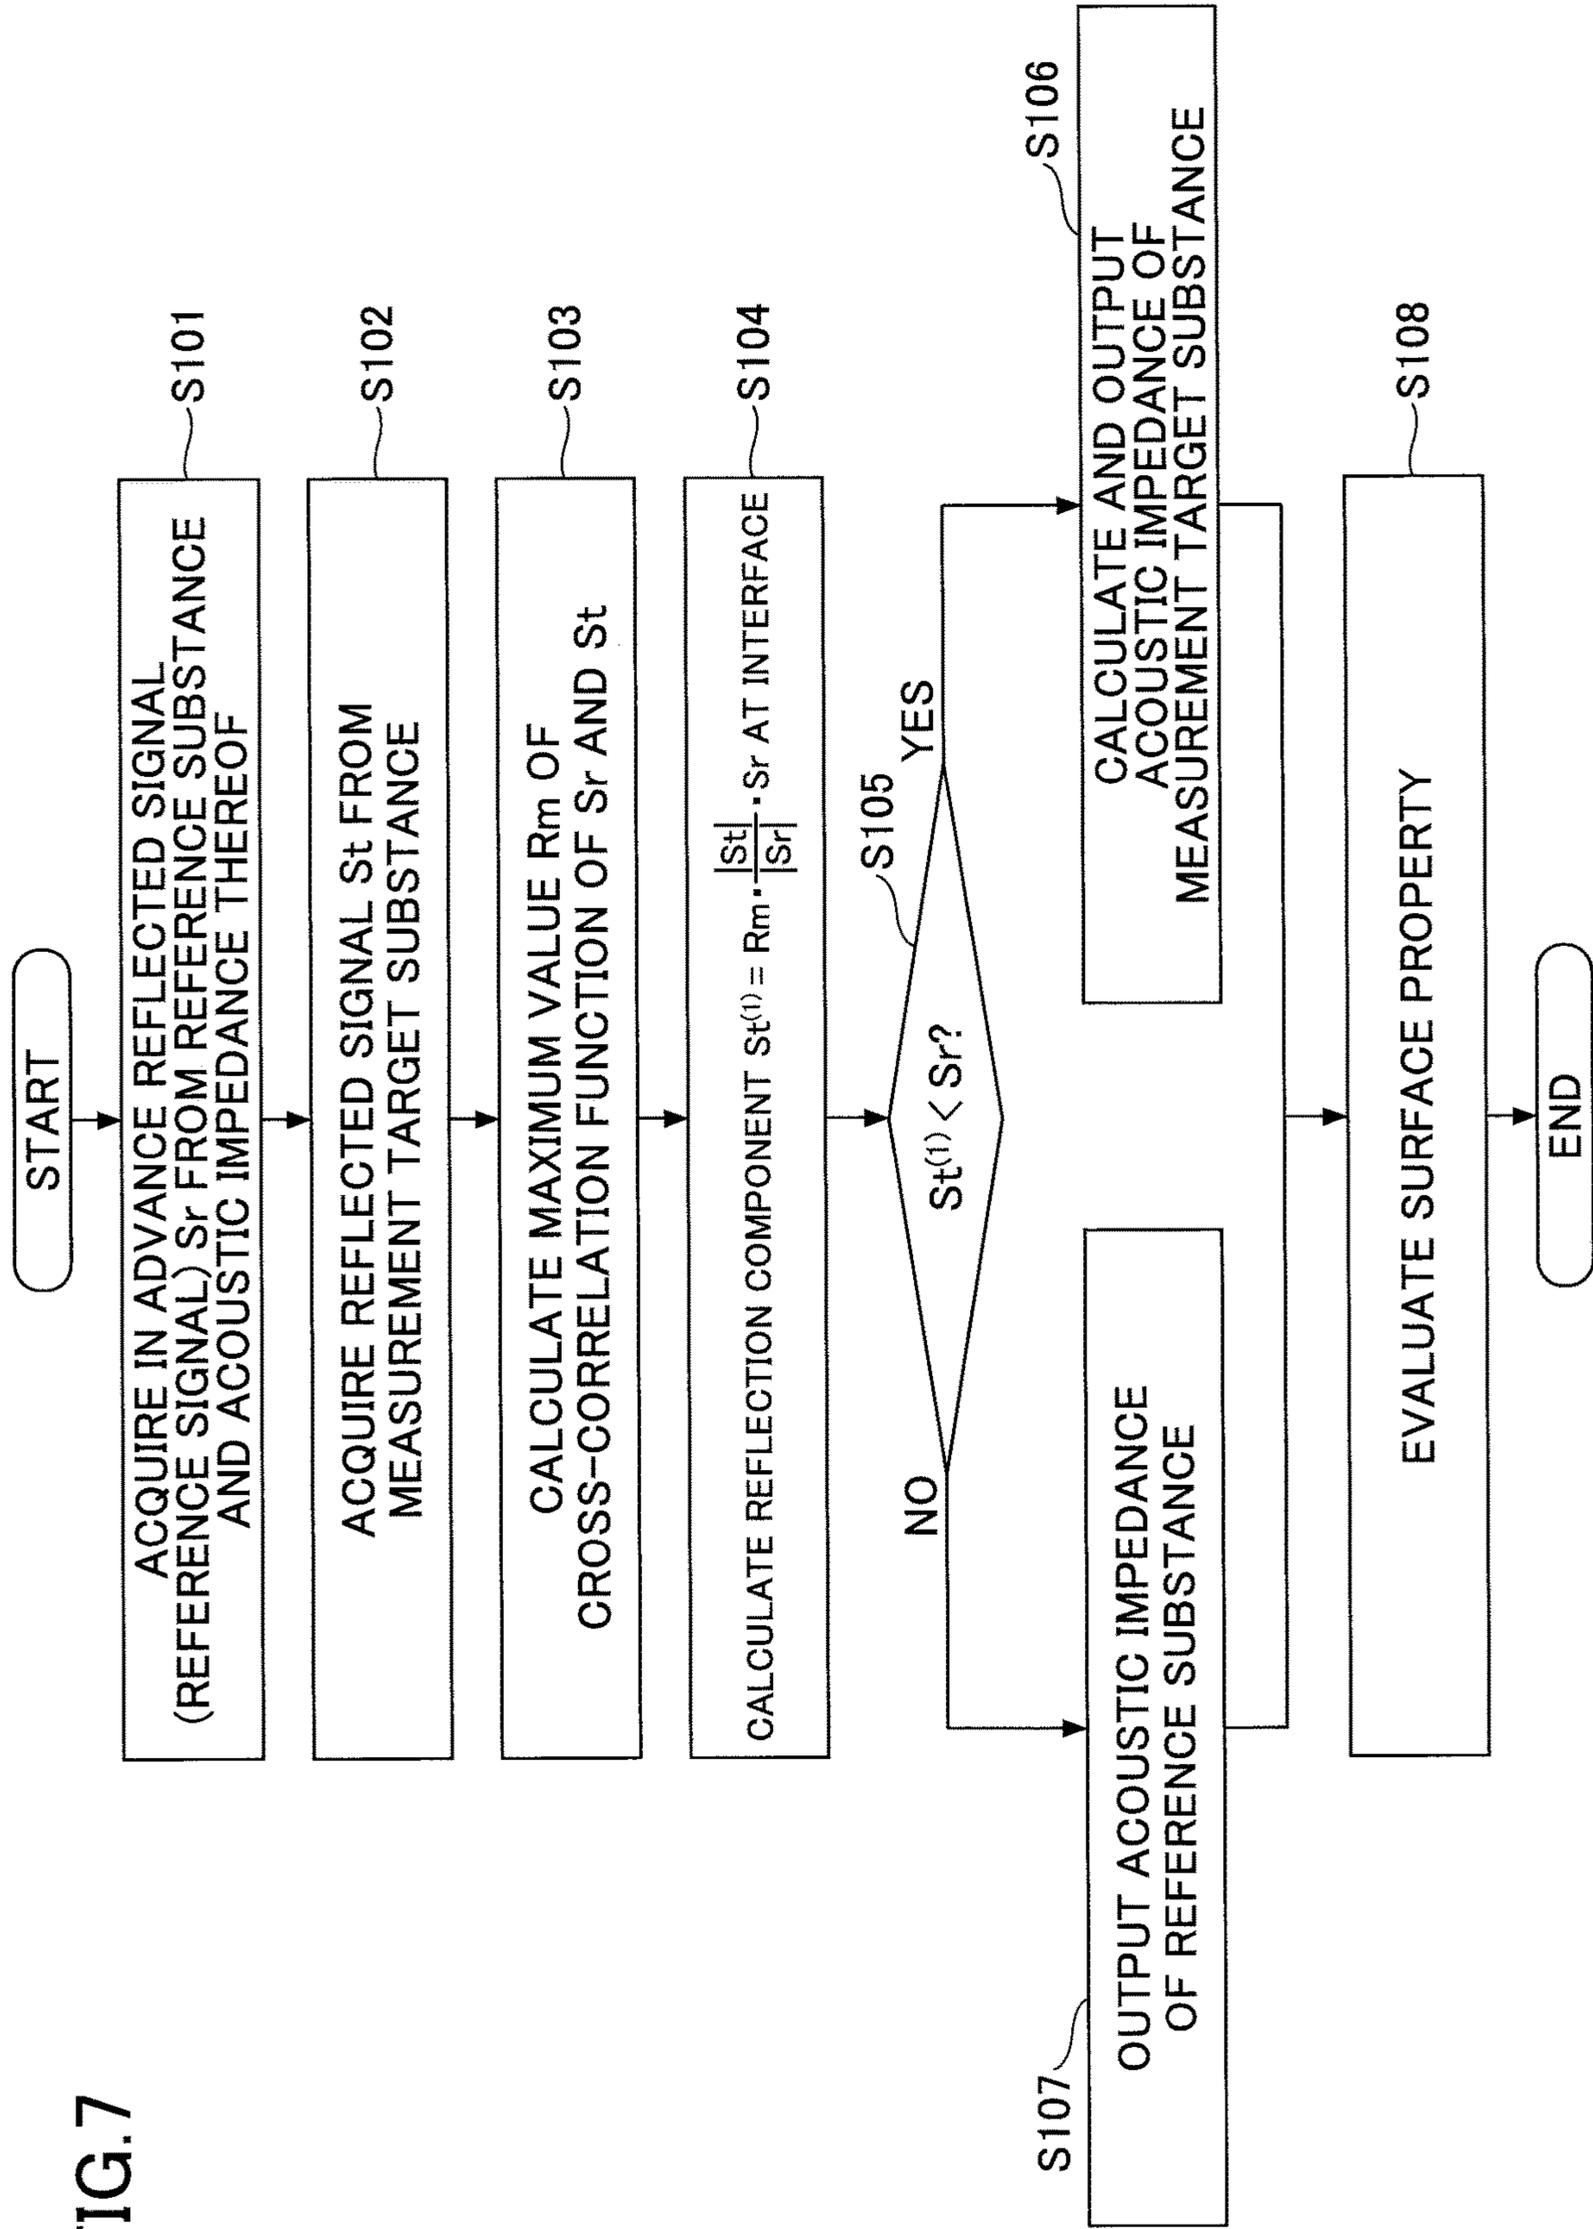 FIG.7
START
ACQUIRE IN ADVANCE REFLECTED SIGNAL
(REFERENCE SIGNAL) Sr FROM REFERENCE SUBSTANCE
AND ACOUSTIC IMPEDANCE THEREOF
S101
ACQUIRE REFLECTED SIGNAL St FROM
MEASUREMENT TARGET SUBSTANCE
S102
CALCULATE MAXIMUM VALUE Rm OF
CROSS-CORRELATION FUNCTION OF Sr AND St
S103
CALCULATE REFLECTION COMPONENT St⁽¹⁾ = Rm・|St|/|Sr|・Sr AT INTERFACE
S104
St⁽¹⁾ < Sr?
S105
NO
YES
S107
OUTPUT ACOUSTIC IMPEDANCE
OF REFERENCE SUBSTANCE
S106
CALCULATE AND OUTPUT
ACOUSTIC IMPEDANCE OF
MEASUREMENT TARGET SUBSTANCE
EVALUATE SURFACE PROPERTY
S108
END